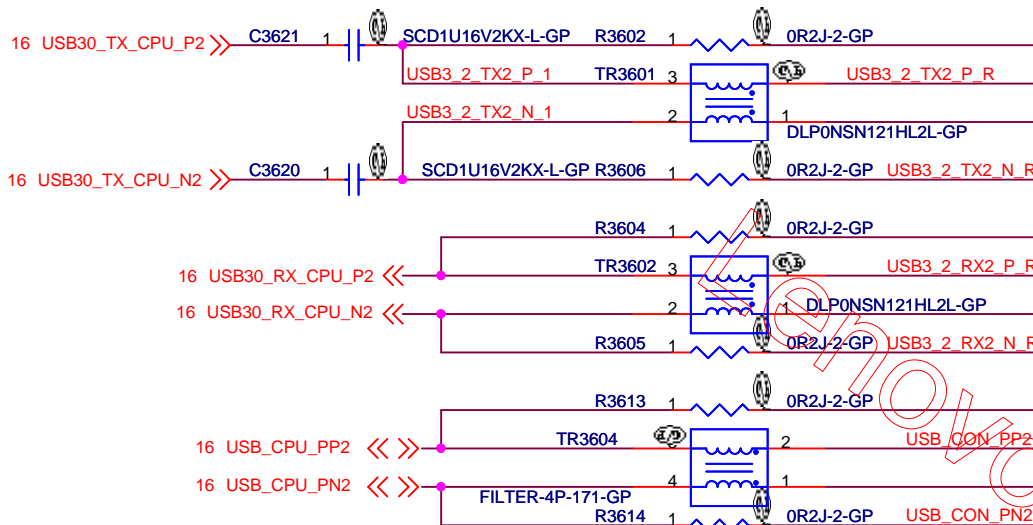 16 USB30_TX_CPU_P2 C3621 1 SCD1U16V2KX-L-GP R3602 1 0R2J-2-GP
USB3_2_TX2_P_1 TR3601 3 USB3_2_TX2_P_R
USB3_2_TX2_N_1 2 1
DLP0NSN121HL2L-GP
16 USB30_TX_CPU_N2 C3620 1 SCD1U16V2KX-L-GP R3606 1 0R2J-2-GP USB3_2_TX2_N_R
R3604 1 0R2J-2-GP
16 USB30_RX_CPU_P2 TR3602 3 USB3_2_RX2_P_R
16 USB30_RX_CPU_N2 2 1 DLP0NSN121HL2L-GP
R3605 1 0R2J-2-GP USB3_2_RX2_N_R
R3613 1 0R2J-2-GP
16 USB_CPU_PP2 TR3604 2 USB_CON_PP2
16 USB_CPU_PN2 4 1
FILTER-4P-171-GP
R3614 1 0R2J-2-GP USB_CON_PN2
Lenovo